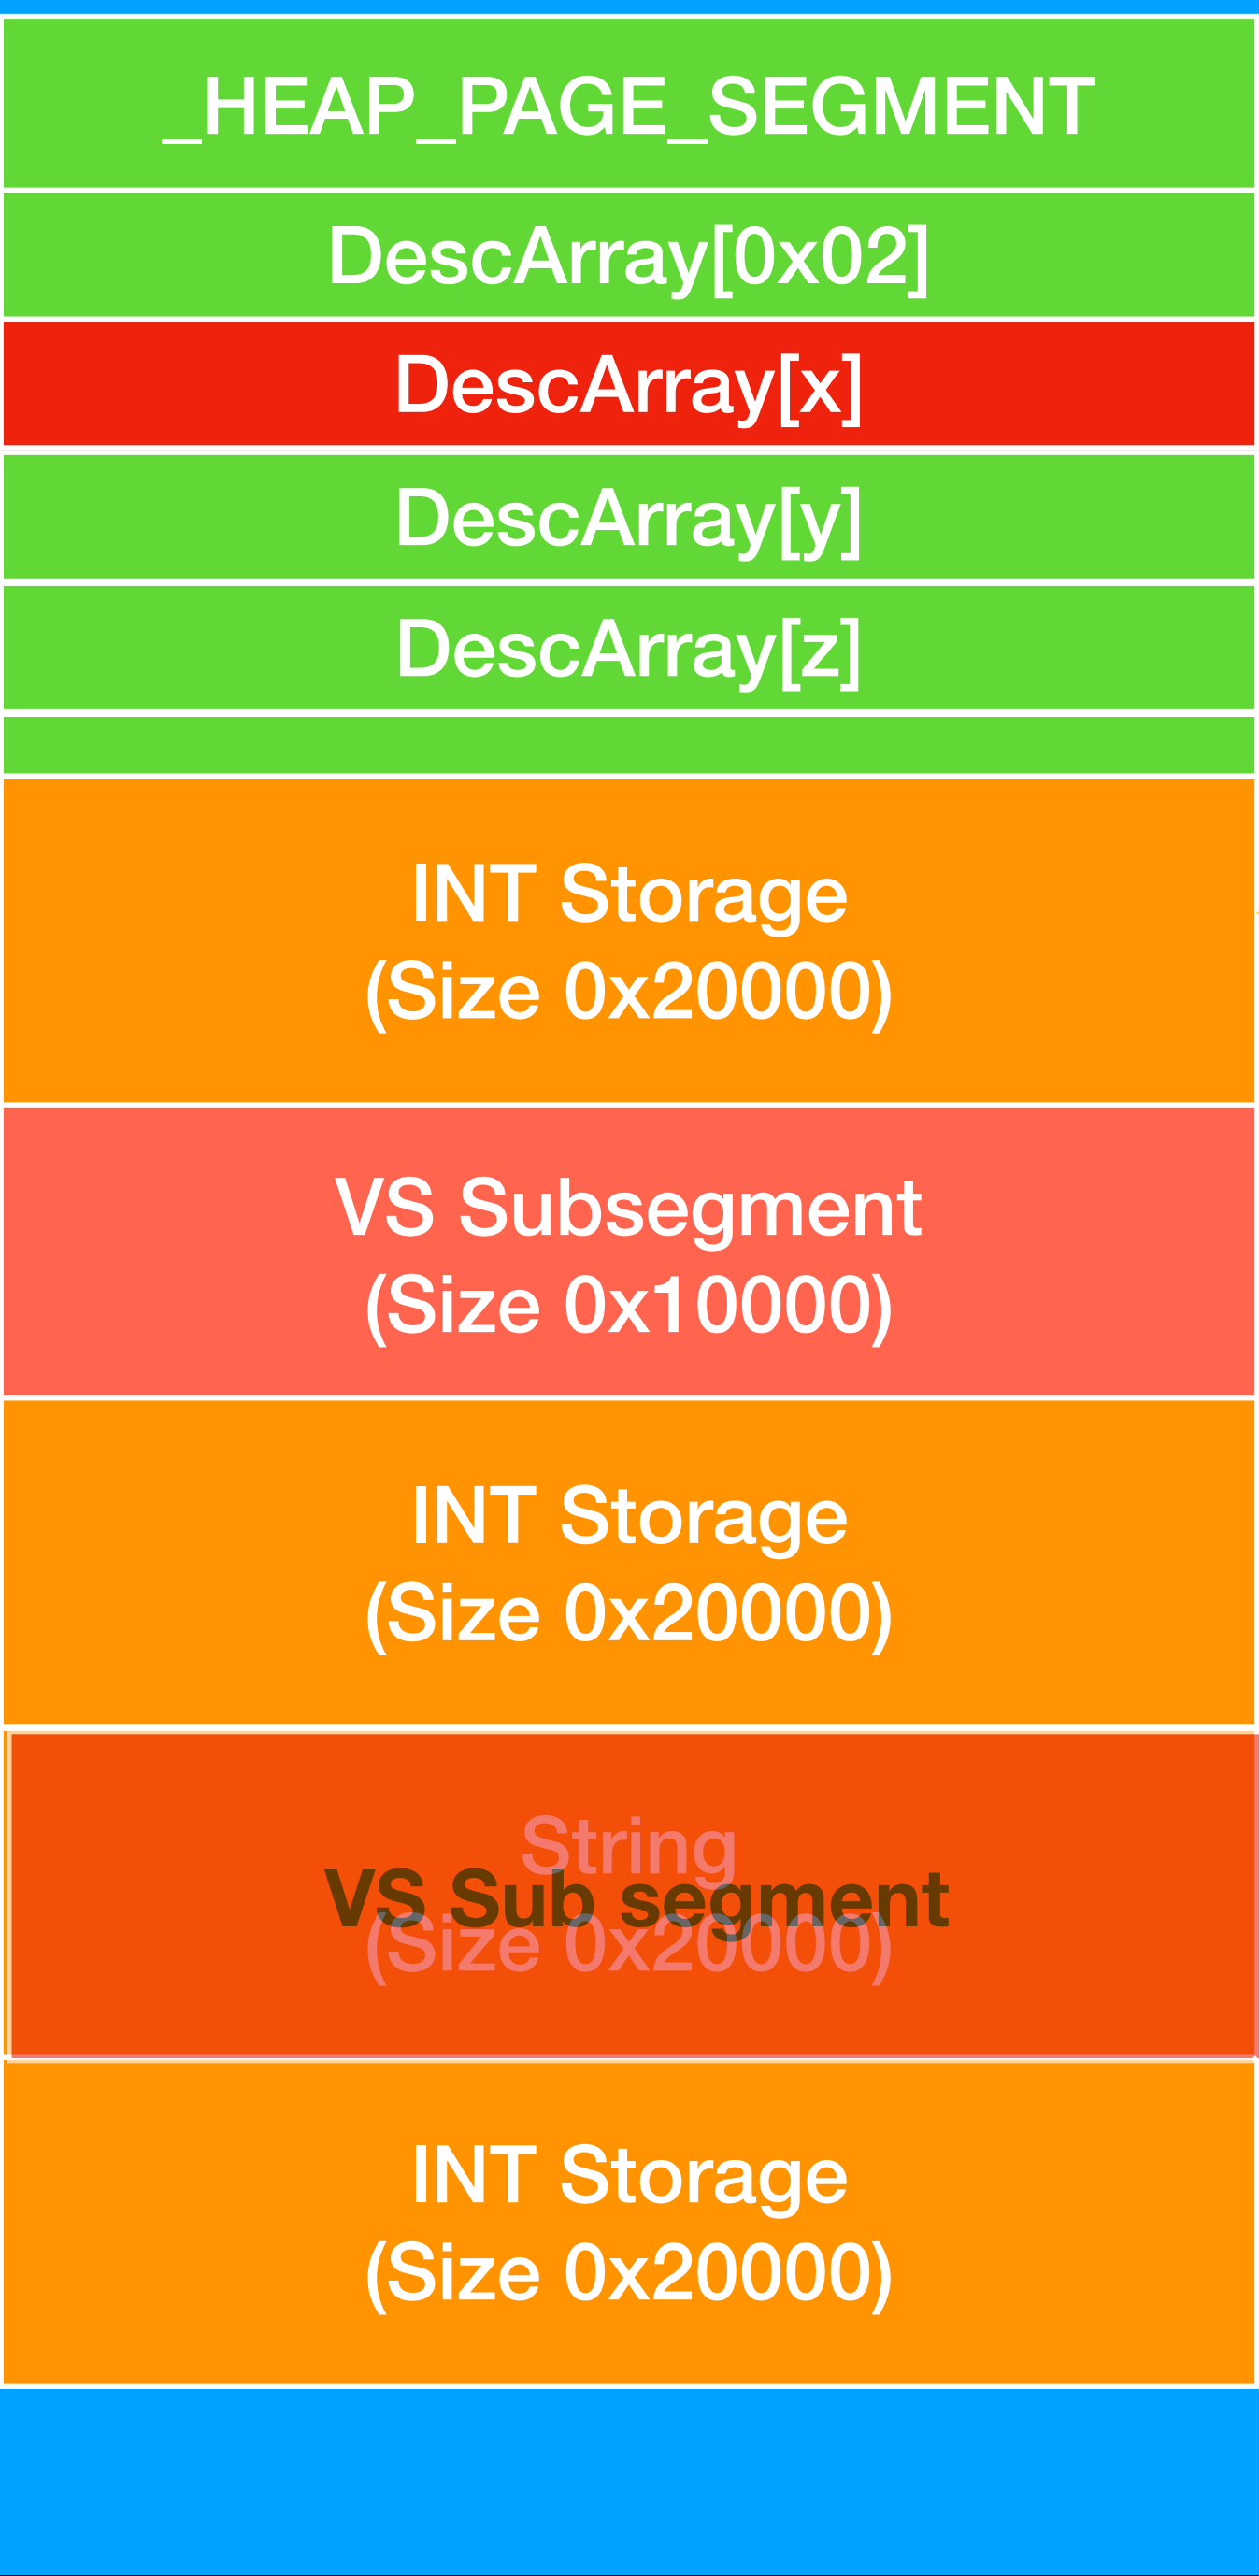 _HEAP_PAGE_SEGMENT
DescArray[0x02]
DescArray[x]
DescArray[y]
DescArray[z]
INT Storage
(Size 0x20000)
VS Subsegment
(Size 0x10000)
INT Storage
(Size 0x20000)
String
VS Sub segment
(Size 0x20000)
INT Storage
(Size 0x20000)